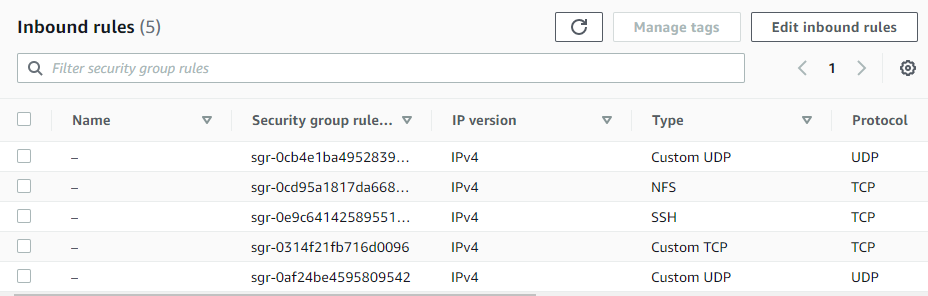 Inbound rules (5)
Manage tags
Edit inbound rules
Filter security group rules
1
Name Security group rule... IP version Type Protocol
– sgr-0cb4e1ba4952839... IPv4 Custom UDP UDP
– sgr-0cd95a1817da668... IPv4 NFS TCP
– sgr-0e9c64142589551... IPv4 SSH TCP
– sgr-0314f21fb716d0096 IPv4 Custom TCP TCP
– sgr-0af24be4595809542 IPv4 Custom UDP UDP